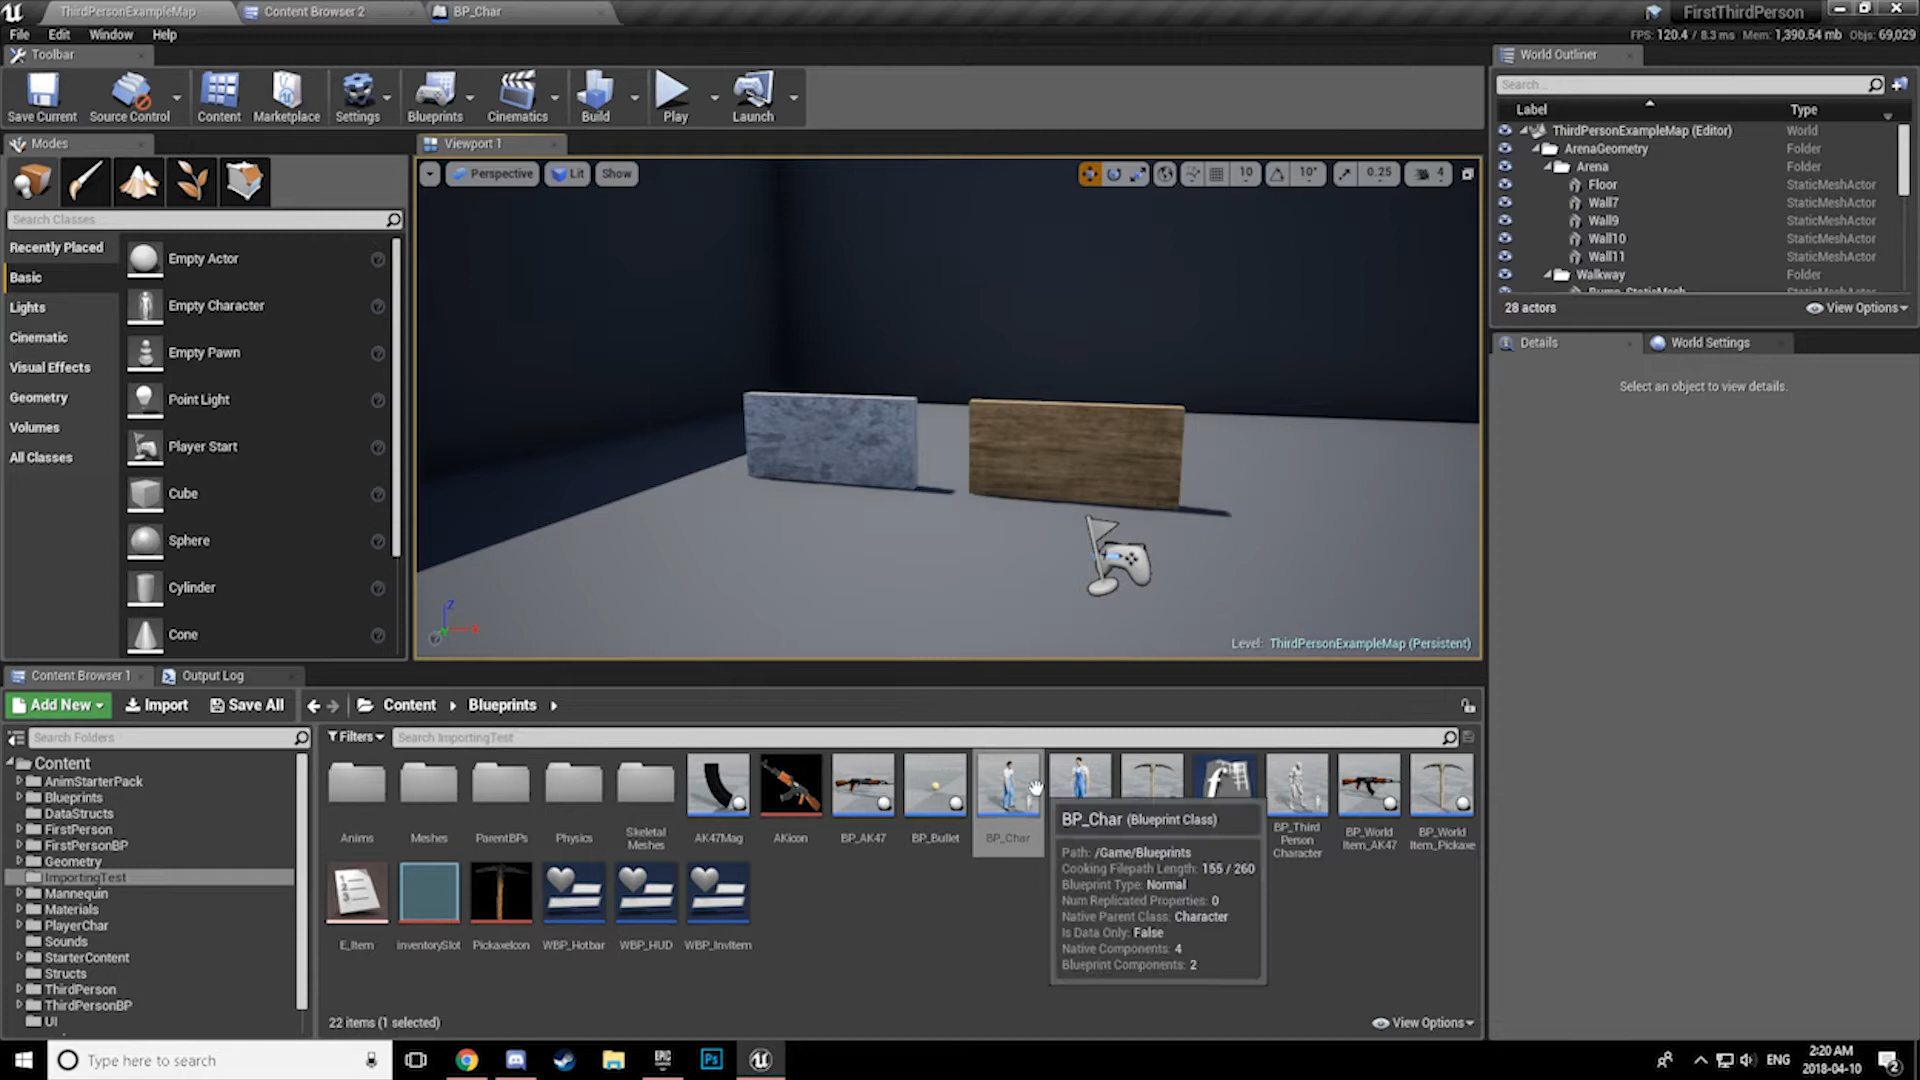 ThirdPersonExampleMap
Content Browser 2
BP_Char
FirstThirdPerson
File
Edit
Window
Help
FPS: 120.4 / 8.3 ms Mem: 1,390.54 mb Objs: 69,029
Toolbar
World Outliner
Save Current
Source Control
Content
Marketplace
Settings
Blueprints
Cinematics
Build
Play
Launch
Search...
Label
Type
ThirdPersonExampleMap (Editor)
World
ArenaGeometry
Folder
Arena
Folder
Floor
StaticMeshActor
Wall7
StaticMeshActor
Wall9
StaticMeshActor
Wall10
StaticMeshActor
Wall11
StaticMeshActor
Walkway
Folder
28 actors
View Options
Modes
Viewport 1
Perspective
Lit
Show
10
10°
0.25
4
Search Classes
Recently Placed
Basic
Lights
Cinematic
Visual Effects
Geometry
Volumes
All Classes
Empty Actor
Empty Character
Empty Pawn
Point Light
Player Start
Cube
Sphere
Cylinder
Cone
Z
X
Level: ThirdPersonExampleMap (Persistent)
Details
World Settings
Select an object to view details.
Content Browser 1
Output Log
Add New
Import
Save All
Content
Blueprints
Search Folders
Filters
Search ImportingTest
Content
AnimStarterPack
Blueprints
DataStructs
FirstPerson
FirstPersonBP
Geometry
ImportingTest
Mannequin
Materials
PlayerChar
Sounds
StarterContent
Structs
ThirdPerson
ThirdPersonBP
UI
Anims
Meshes
ParentBPs
Physics
Skeletal
Meshes
AK47Mag
AKicon
BP_AK47
BP_Bullet
BP_Char
BP_Third
Person
Character
BP_World
Item_AK47
BP_World
Item_Pickaxe
BP_Char (Blueprint Class)
Path: /Game/Blueprints
Cooking Filepath Length: 155 / 260
Blueprint Type: Normal
Num Replicated Properties: 0
Native Parent Class: Character
Is Data Only: False
Native Components: 4
Blueprint Components: 2
E_Item
inventorySlot
PickaxeIcon
WBP_Hotbar
WBP_HUD
WBP_InvItem
22 items (1 selected)
View Options
Type here to search
EPIC
Ps
ENG
2:20 AM
2018-04-10
2